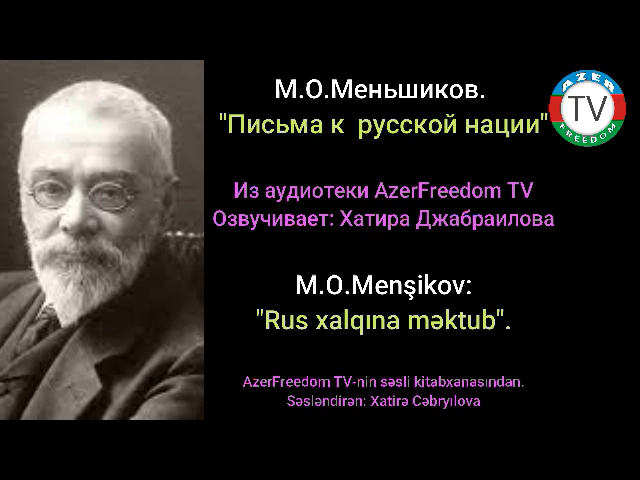 М.О.Меньшиков.
"Письма к русской нации"
AZER
TV
FREEDOM
Из аудиотеки AzerFreedom TV
Озвучивает: Хатира Джабраилова
M.O.Menşikov:
"Rus xalqına məktub".
AzerFreedom TV-nin səsli kitabxanasından.
Səsləndirən: Xatirə Cəbryılova